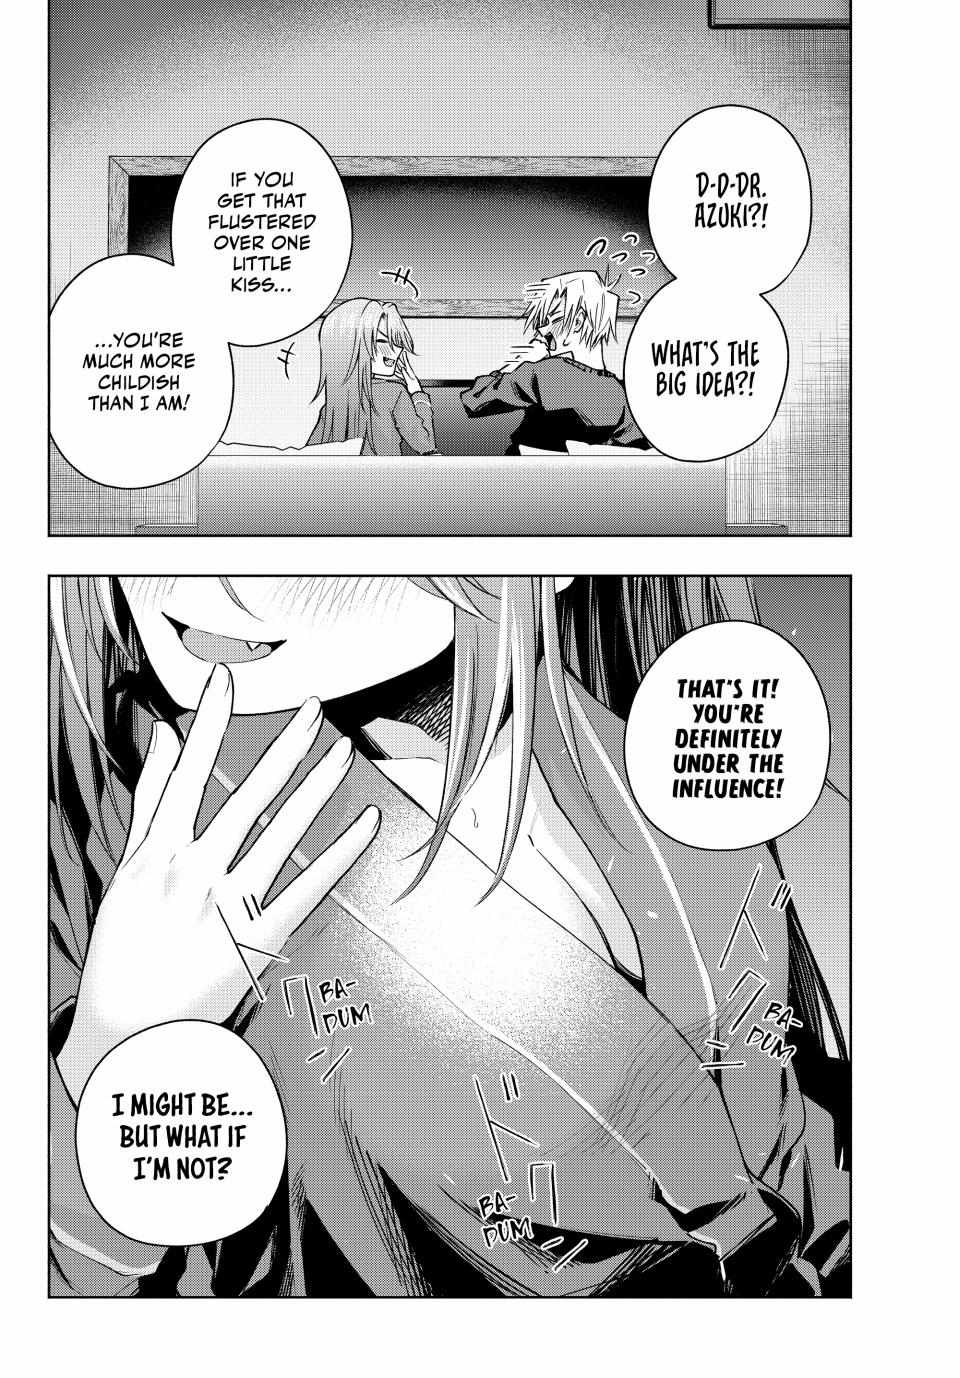 D-D-DR.
AZUKI?!
WHAT'S THE
BIG IDEA?!
IF YOU
GET THAT
FLUSTERED
OVER ONE
LITTLE
KISS...
...YOU'RE
MUCH MORE
CHILDISH
THAN I AM!
THAT'S IT!
YOU'RE
DEFINITELY
UNDER THE
INFLUENCE!
BA-
DUM
BA-
DUM
BA-
DUM
I MIGHT BE...
BUT WHAT IF
I'M NOT?